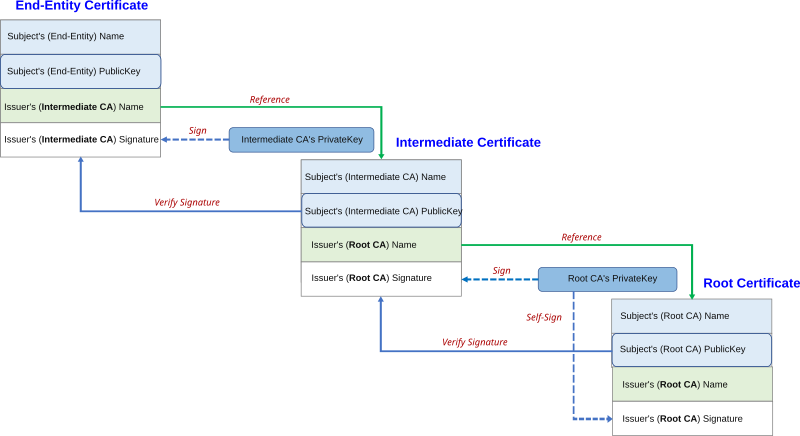 End-Entity Certificate
Subject's (End-Entity) Name
Subject's (End-Entity) PublicKey
Issuer's (Intermediate CA) Name
Reference
Issuer's (Intermediate CA) Signature
Sign
Intermediate CA's PrivateKey
Intermediate Certificate
Subject's (Intermediate CA) Name
Verify Signature
Subject's (Intermediate CA) PublicKey
Issuer's (Root CA) Name
Reference
Issuer's (Root CA) Signature
Sign
Root CA's PrivateKey
Root Certificate
Self-Sign
Subject's (Root CA) Name
Verify Signature
Subject's (Root CA) PublicKey
Issuer's (Root CA) Name
Issuer's (Root CA) Signature